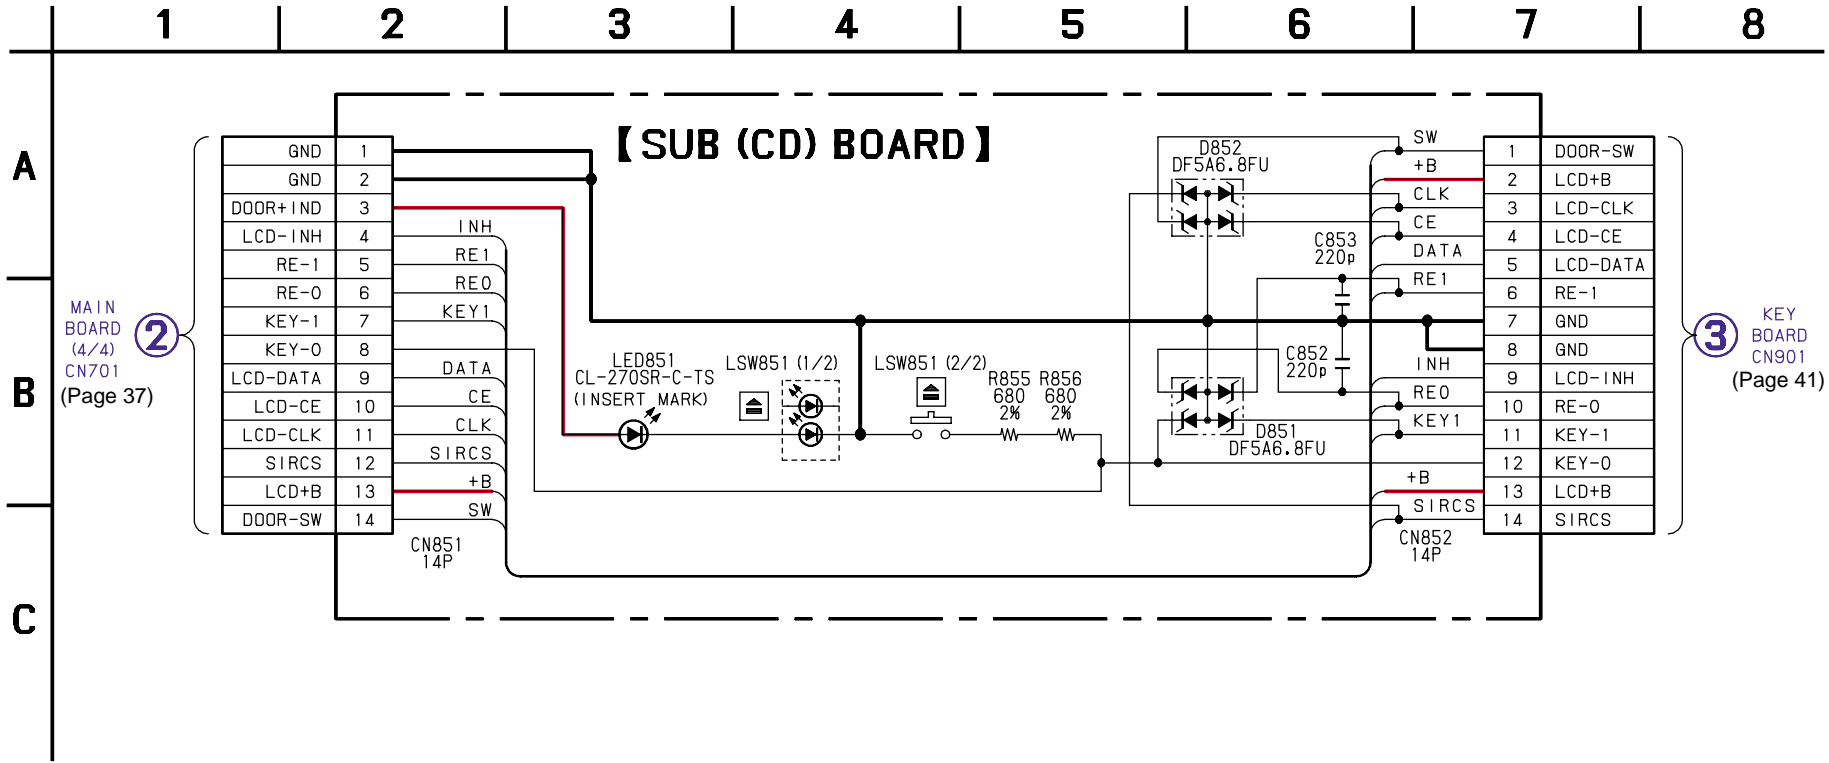 1 2 3 4 5 6 7 8
A
B
C
【SUB (CD) BOARD】
MAIN
BOARD
(4/4)
CN701
(Page 37)
2
GND 1
GND 2
DOOR+IND 3
LCD-INH 4
RE-1 5
RE-0 6
KEY-1 7
KEY-0 8
LCD-DATA 9
LCD-CE 10
LCD-CLK 11
SIRCS 12
LCD+B 13
DOOR-SW 14
INH
RE1
RE0
KEY1
DATA
CE
CLK
SIRCS
+B
SW
CN851
14P
LED851
CL-270SR-C-TS
(INSERT MARK)
LSW851 (1/2)
LSW851 (2/2)
R855 R856
680 680
2% 2%
D852
DF5A6.8FU
C853
220p
C852
220p
D851
DF5A6.8FU
SW
+B
CLK
CE
DATA
RE1
INH
RE0
KEY1
+B
SIRCS
CN852
14P
1 DOOR-SW
2 LCD+B
3 LCD-CLK
4 LCD-CE
5 LCD-DATA
6 RE-1
7 GND
8 GND
9 LCD-INH
10 RE-0
11 KEY-1
12 KEY-0
13 LCD+B
14 SIRCS
3
KEY
BOARD
CN901
(Page 41)